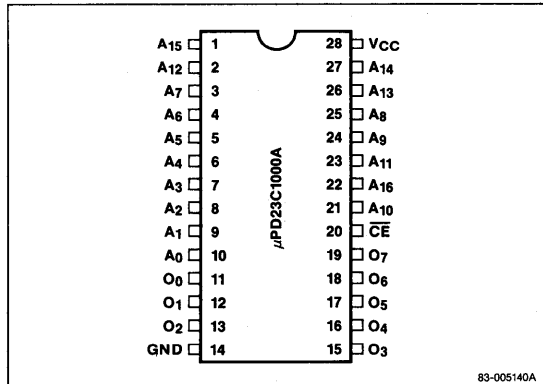 A15 1 28 VCC
A12 2 27 A14
A7 3 26 A13
A6 4 25 A8
A5 5 24 A9
A4 6 23 A11
A3 7 22 A16
A2 8 21 A10
A1 9 20 CE
A0 10 19 O7
O0 11 18 O6
O1 12 17 O5
O2 13 16 O4
GND 14 15 O3
μPD23C1000A
83-005140A